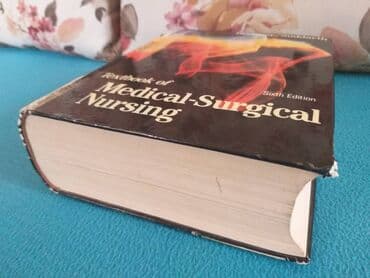 Textbook of
Medical-Surgical
Nursing
Sixth Edition